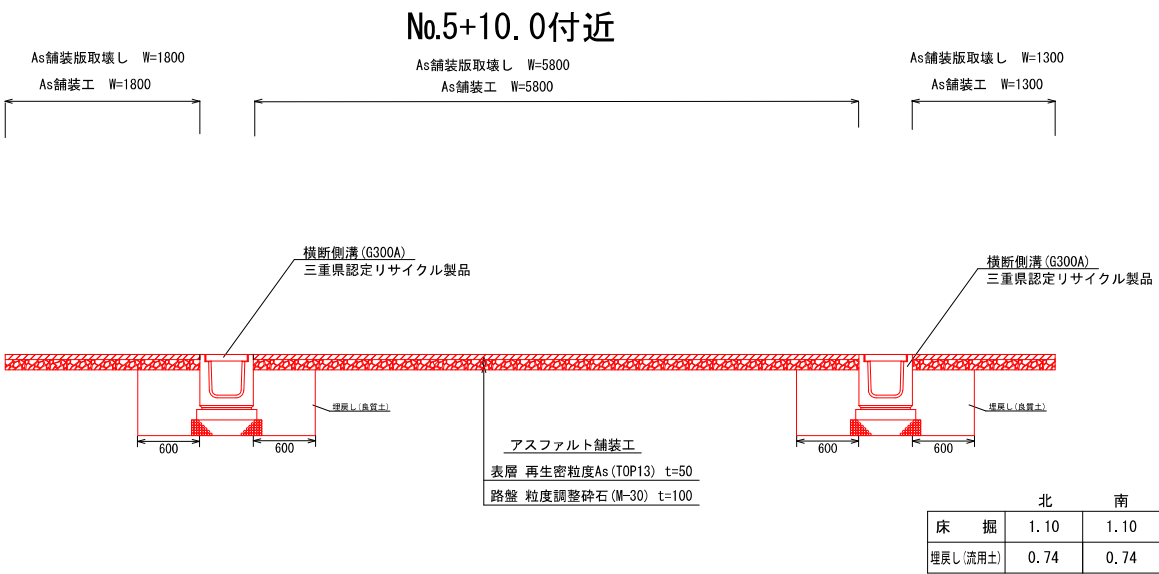 No.5+10.0付近
As舗装版取壊し W=1800
As舗装工 W=1800
As舗装版取壊し W=5800
As舗装工 W=5800
As舗装版取壊し W=1300
As舗装工 W=1300
横断側溝(G300A)
三重県認定リサイクル製品
横断側溝(G300A)
三重県認定リサイクル製品
埋戻し(良質土)
埋戻し(良質土)
600
600
600
600
アスファルト舗装工
表層 再生密粒度As(TOP13) t=50
路盤 粒度調整砕石(M-30) t=100
北 南
床 掘 1.10 1.10
埋戻し(流用土) 0.74 0.74